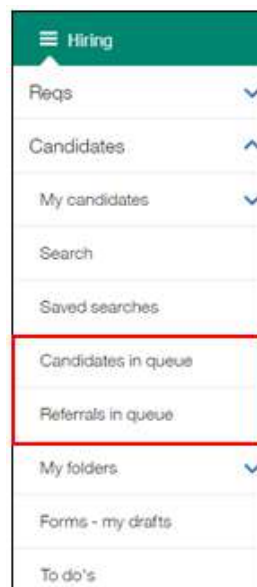 Hiring
Reqs
Candidates
My candidates
Search
Saved searches
Candidates in queue
Referrals in queue
My folders
Forms - my drafts
To do's